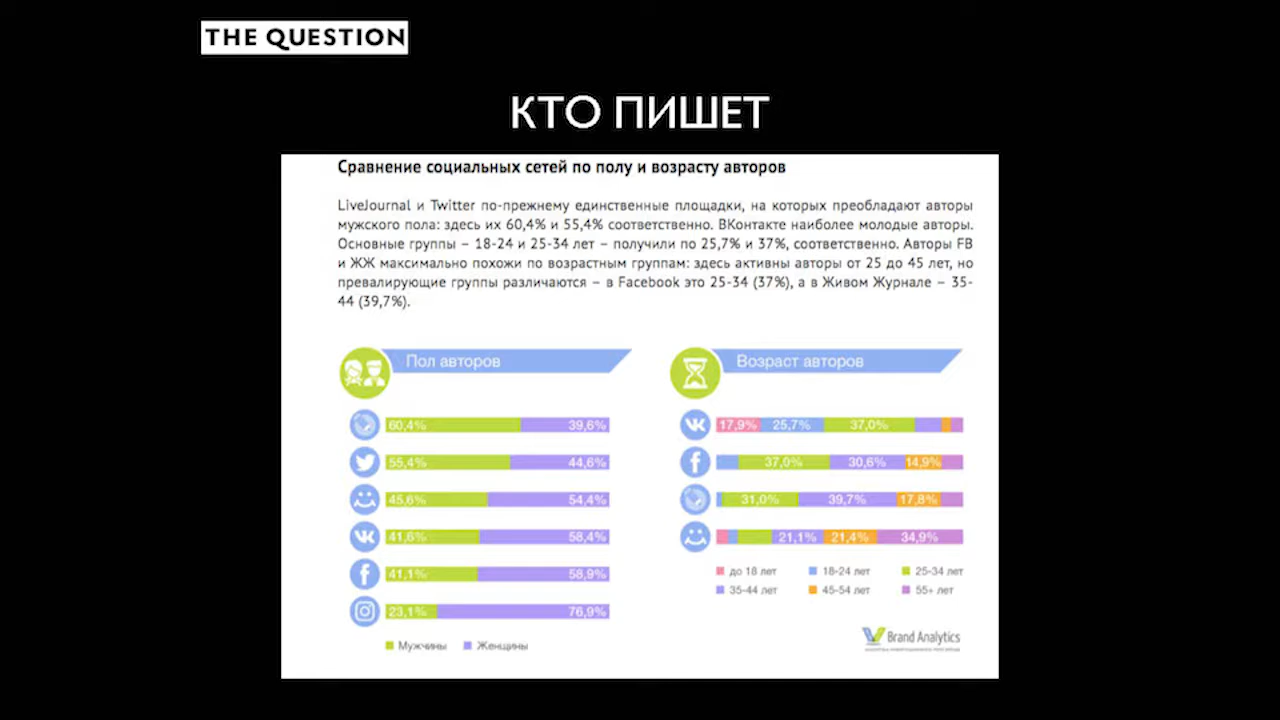 THE QUESTION
КТО ПИШЕТ
Сравнение социальных сетей по полу и возрасту авторов
LiveJournal и Twitter по-прежнему единственные площадки, на которых преобладают авторы
мужского пола: здесь их 60,4% и 55,4% соответственно. ВКонтакте наиболее молодые авторы.
Основные группы – 18-24 и 25-34 лет – получили по 25,7% и 37%, соответственно. Авторы FB
и ЖЖ максимально похожи по возрастным группам: здесь активны авторы от 25 до 45 лет, но
превалирующие группы различаются – в Facebook это 25-34 (37%), а в Живом Журнале – 35-
44 (39,7%).
Пол авторов
60,4% 39,6%
55,4% 44,6%
45,6% 54,4%
41,6% 58,4%
41,1% 58,9%
23,1% 76,9%
Мужчины Женщины
Возраст авторов
17,9% 25,7% 37,0%
37,0% 30,6% 14,9%
31,0% 39,7% 17,8%
21,1% 21,4% 34,9%
до 18 лет 18-24 лет 25-34 лет
35-44 лет 45-54 лет 55+ лет
Brand Analytics